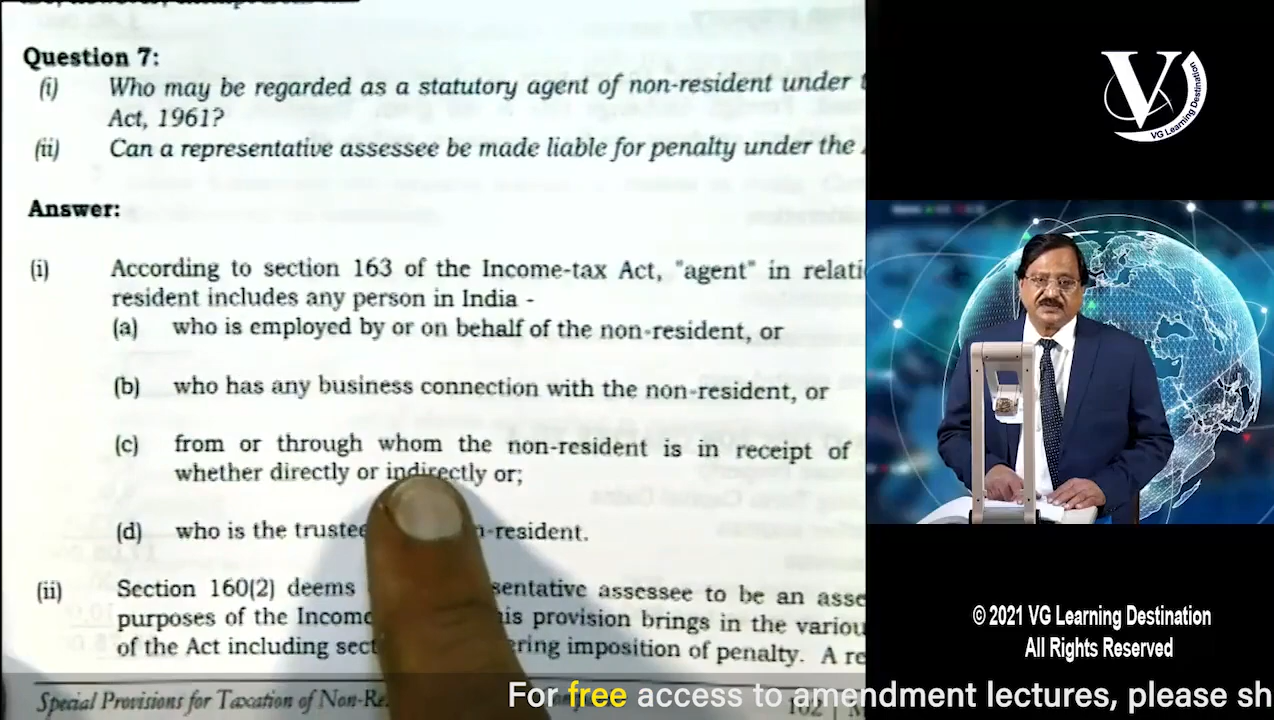 Question 7:
(i) Who may be regarded as a statutory agent of non-resident under
Act, 1961?
(ii) Can a representative assessee be made liable for penalty under the
Answer:
(i) According to section 163 of the Income-tax Act, "agent" in relati
resident includes any person in India -
(a) who is employed by or on behalf of the non-resident, or
(b) who has any business connection with the non-resident, or
(c) from or through whom the non-resident is in receipt of
whether directly or indirectly or;
(d) who is the trustee n-resident.
(ii) Section 160(2) deems sentative assessee to be an asse
purposes of the Income his provision brings in the variou
of the Act including sect ering imposition of penalty. A re
Special Provisions for Taxation of Non-Re 102
V
VG Learning Destination
© 2021 VG Learning Destination
All Rights Reserved
For free access to amendment lectures, please sh